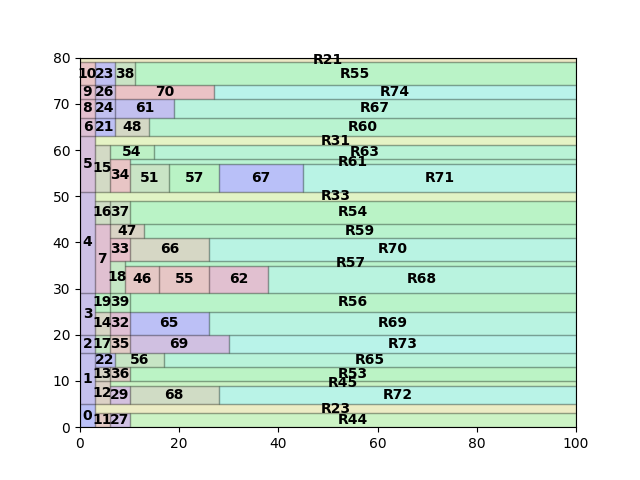 80
R21
10 23 38 R55
9 26 70 R74
70
8 24 61 R67
6 21 48 R60
R31
60
54 R63
5 15 R61
34 51 57 67 R71
50
R33
16 37 R54
47 R59
40
4 33 66 R70
7 R57
18 46 55 62 R68
30
19 39 R56
3 14 32 65 R69
20
2 17 35 69 R73
22 56 R65
1 13 36 R53
10
R45
12 29 68 R72
R23
0 11 27 R44
0
0 20 40 60 80 100